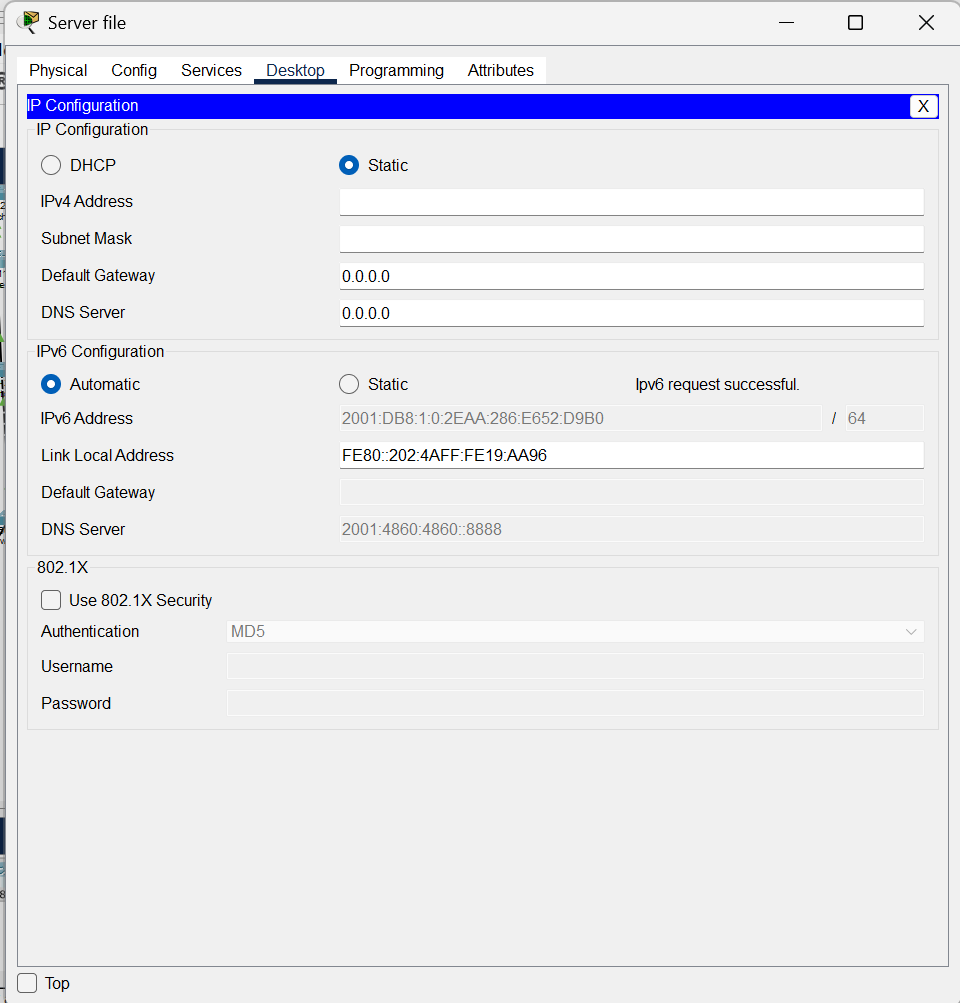 Server file
Physical Config Services Desktop Programming Attributes
IP Configuration X
IP Configuration
DHCP Static
IPv4 Address
Subnet Mask
Default Gateway 0.0.0.0
DNS Server 0.0.0.0
IPv6 Configuration
Automatic Static Ipv6 request successful.
IPv6 Address 2001:DB8:1:0:2EAA:286:E652:D9B0 / 64
Link Local Address FE80::202:4AFF:FE19:AA96
Default Gateway
DNS Server 2001:4860:4860::8888
802.1X
Use 802.1X Security
Authentication MD5
Username
Password
Top